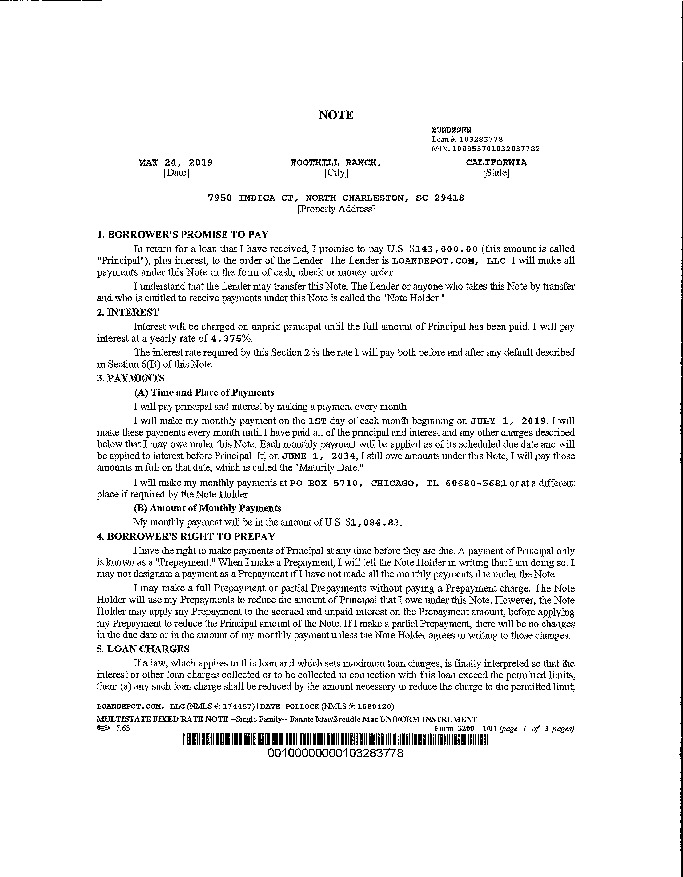 NOTE
Loan #: 103283778
MAY 24, 2019 FOOTHILL RANCH, CALIFORNIA
[Date] [City] [State]
7950 INDICA CT, NORTH CHARLESTON, SC 29418
[Property Address]
1. BORROWER'S PROMISE TO PAY
In return for a loan that I have received, I promise to pay U.S. $143,000.00 (this amount is called
"Principal"), plus interest, to the order of the Lender. The Lender is LOANDEPOT.COM, LLC. I will make all
payments under this Note in the form of cash, check or money order.
I understand that the Lender may transfer this Note. The Lender or anyone who takes this Note by transfer
and who is entitled to receive payments under this Note is called the "Note Holder."
2. INTEREST
Interest will be charged on unpaid principal until the full amount of Principal has been paid. I will pay
interest at a yearly rate of 4.375%.
The interest rate required by this Section 2 is the rate I will pay both before and after any default described
in Section 6(B) of this Note.
3. PAYMENTS
(A) Time and Place of Payments
I will pay principal and interest by making a payment every month.
I will make my monthly payment on the 1ST day of each month beginning on JULY 1, 2019. I will
make these payments every month until I have paid all of the principal and interest and any other charges described
below that I may owe under this Note. Each monthly payment will be applied as of its scheduled due date and will
be applied to interest before Principal. If, on JUNE 1, 2034, I still owe amounts under this Note, I will pay those
amounts in full on that date, which is called the "Maturity Date."
I will make my monthly payments at PO BOX 5710, CHICAGO, IL 60680-5681 or at a different
place if required by the Note Holder.
(B) Amount of Monthly Payments
My monthly payment will be in the amount of U.S. $1,084.83.
4. BORROWER'S RIGHT TO PREPAY
I have the right to make payments of Principal at any time before they are due. A payment of Principal only
is known as a "Prepayment." When I make a Prepayment, I will tell the Note Holder in writing that I am doing so. I
may not designate a payment as a Prepayment if I have not made all the monthly payments due under the Note.
I may make a full Prepayment or partial Prepayments without paying a Prepayment charge. The Note
Holder will use my Prepayments to reduce the amount of Principal that I owe under this Note. However, the Note
Holder may apply my Prepayment to the accrued and unpaid interest on the Prepayment amount, before applying
my Prepayment to reduce the Principal amount of the Note. If I make a partial Prepayment, there will be no changes
in the due date or in the amount of my monthly payment unless the Note Holder agrees in writing to those changes.
5. LOAN CHARGES
If a law, which applies to this loan and which sets maximum loan charges, is finally interpreted so that the
interest or other loan charges collected or to be collected in connection with this loan exceed the permitted limits,
then: (a) any such loan charge shall be reduced by the amount necessary to reduce the charge to the permitted limit;
LOANDEPOT.COM, LLC (NMLS #: 174457) | DATE POLLOCK (NMLS #: 1589420)
MULTISTATE FIXED RATE NOTE --Single Family-- Fannie Mae/Freddie Mac UNIFORM INSTRUMENT
Form 3200 1/01 (page 1 of 3 pages)
00100000000103283778